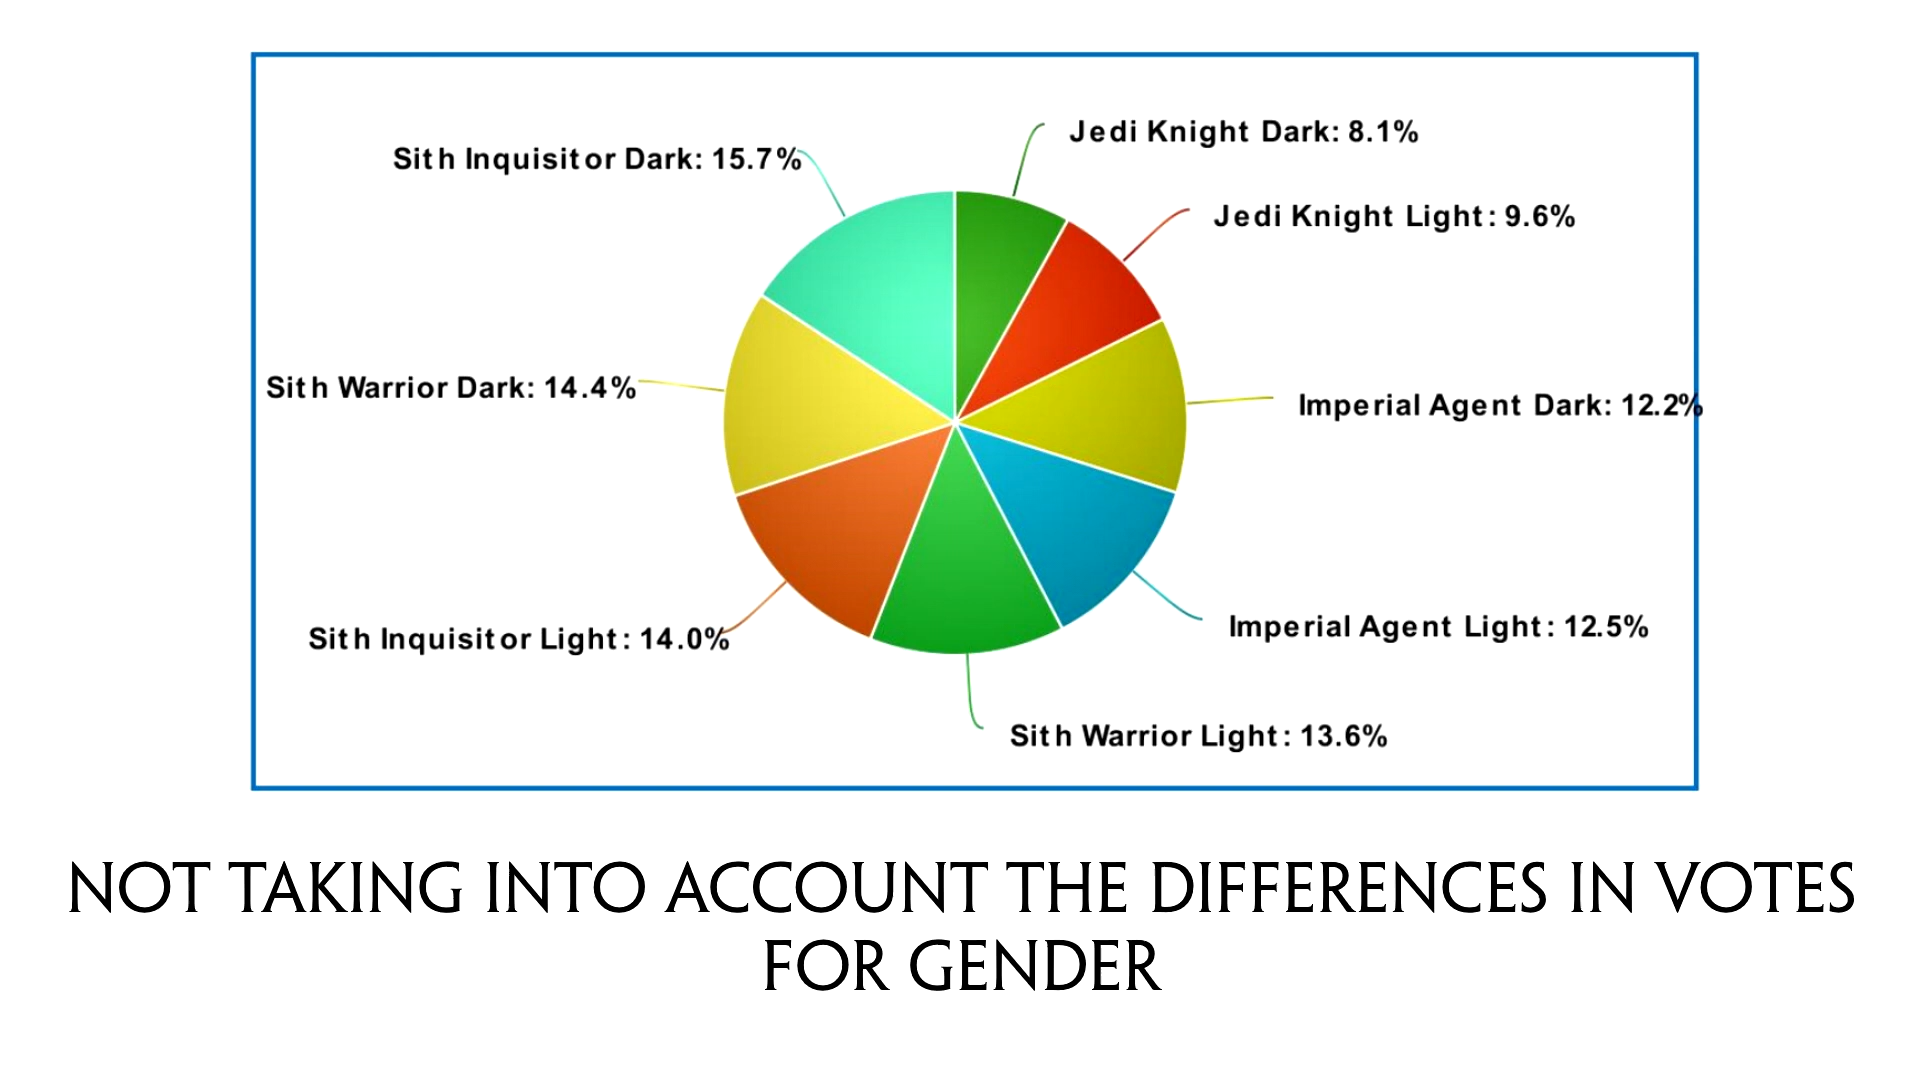 Jedi Knight Dark: 8.1%
Sith Inquisitor Dark: 15.7%
Jedi Knight Light: 9.6%
Sith Warrior Dark: 14.4%
Imperial Agent Dark: 12.2%
Imperial Agent Light: 12.5%
Sith Inquisitor Light: 14.0%
Sith Warrior Light: 13.6%
NOT TAKING INTO ACCOUNT THE DIFFERENCES IN VOTES
FOR GENDER